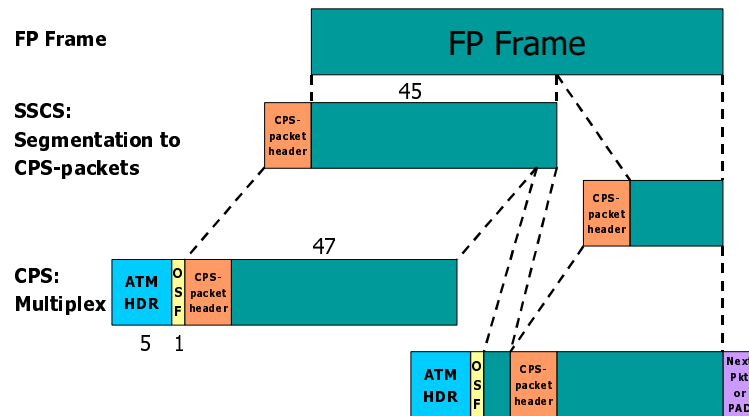 FP Frame
FP Frame
45
SSCS:
Segmentation to
CPS-packets
CPS-
packet
header
CPS-
packet
header
47
CPS:
Multiplex
ATM
HDR
O
S
F
CPS-
packet
header
5
1
ATM
HDR
O
S
F
CPS-
packet
header
Next
Pkt
or
PAD